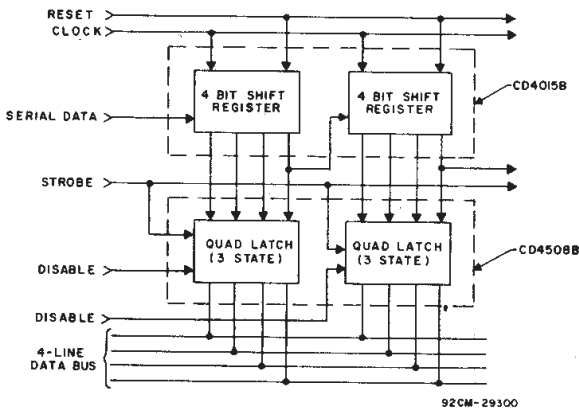 RESET
CLOCK
4 BIT SHIFT
REGISTER
4 BIT SHIFT
REGISTER
CD4015B
SERIAL DATA
STROBE
QUAD LATCH
(3 STATE)
QUAD LATCH
(3 STATE)
CD4508B
DISABLE
DISABLE
4-LINE
DATA BUS
92CM-29300